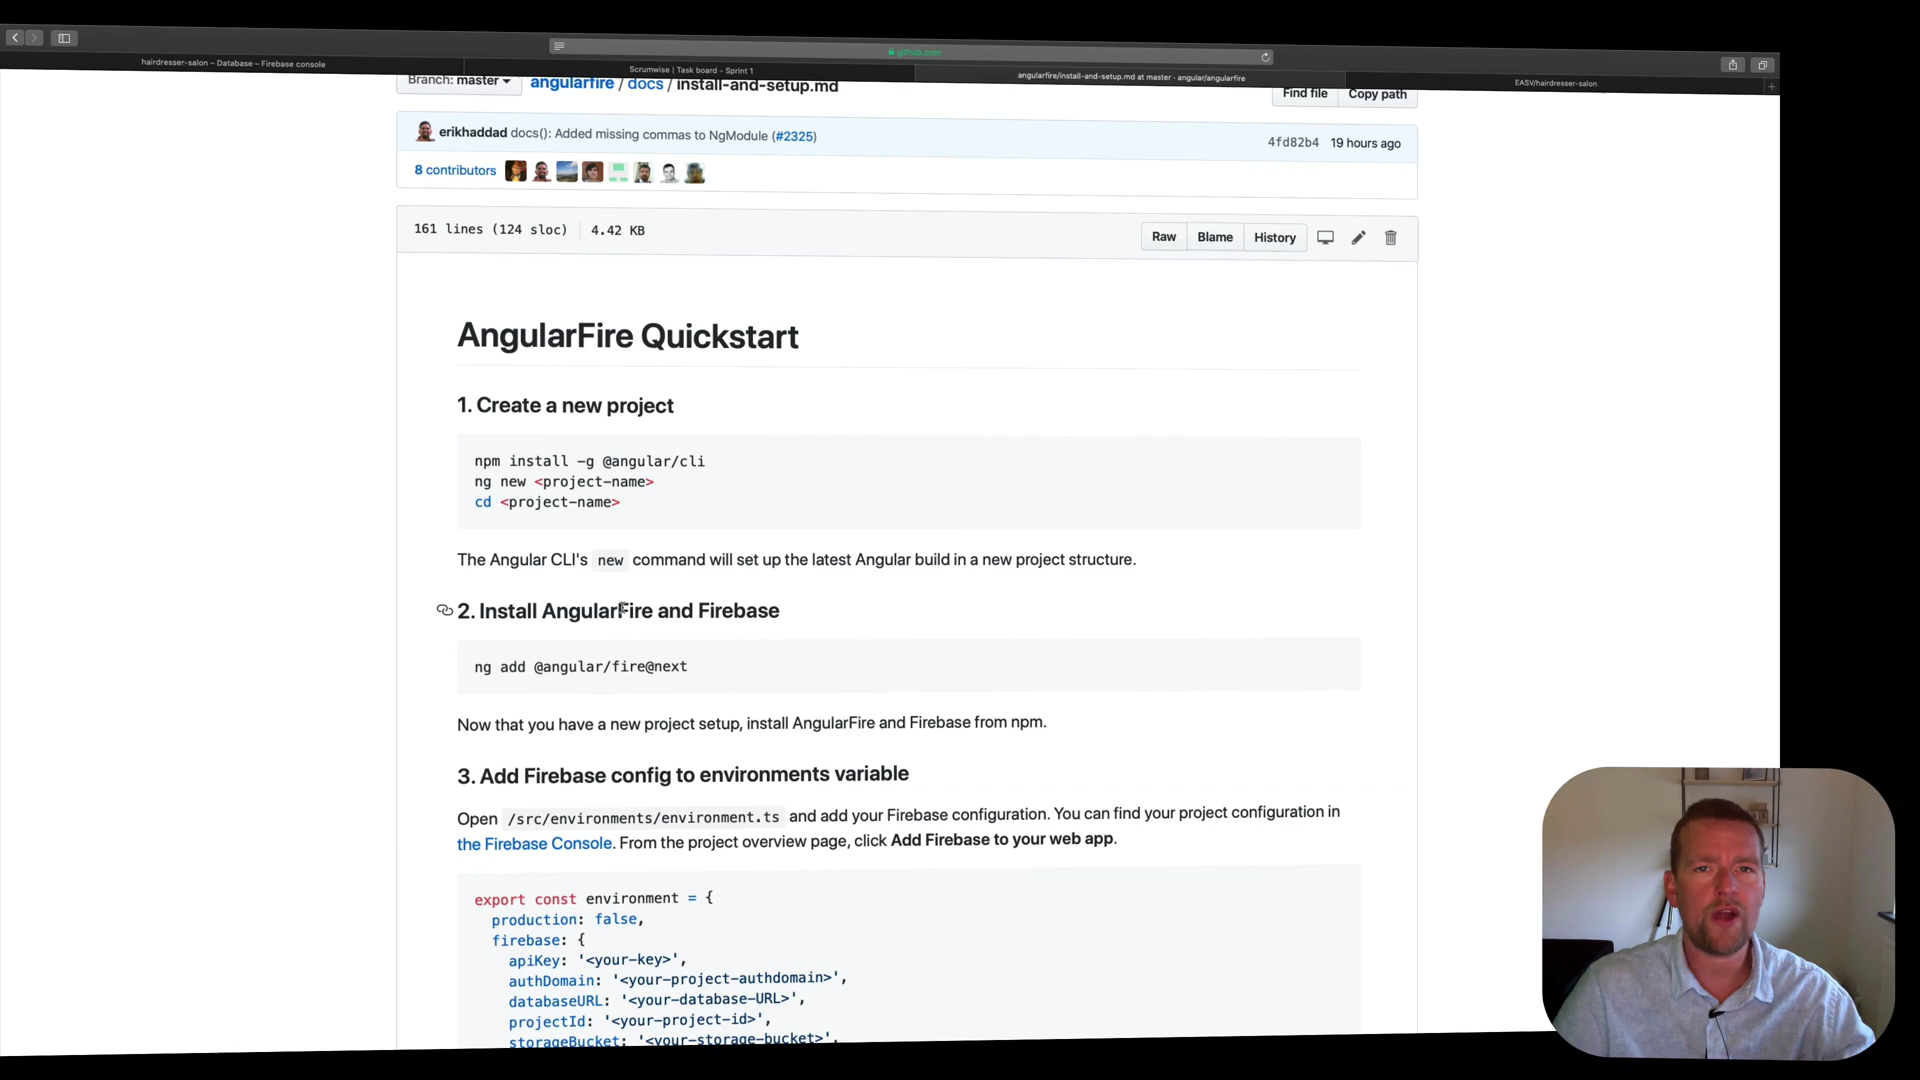 github.com
hairdresser-salon – Database – Firebase console
Scrumwise | Task board - Sprint 1
angularfire/install-and-setup.md at master · angular/angularfire
EASV/hairdresser-salon
Branch: master
angularfire / docs / install-and-setup.md
Find file
Copy path
erikhaddad docs(): Added missing commas to NgModule (#2325)
4fd82b4 19 hours ago
8 contributors
161 lines (124 sloc) 4.42 KB
Raw
Blame
History
AngularFire Quickstart
1. Create a new project
npm install -g @angular/cli
ng new <project-name>
cd <project-name>
The Angular CLI's new command will set up the latest Angular build in a new project structure.
2. Install AngularFire and Firebase
ng add @angular/fire@next
Now that you have a new project setup, install AngularFire and Firebase from npm.
3. Add Firebase config to environments variable
Open /src/environments/environment.ts and add your Firebase configuration. You can find your project configuration in
the Firebase Console. From the project overview page, click Add Firebase to your web app.
export const environment = {
production: false,
firebase: {
apiKey: '<your-key>',
authDomain: '<your-project-authdomain>',
databaseURL: '<your-database-URL>',
projectId: '<your-project-id>',
storageBucket: '<your-storage-bucket>',